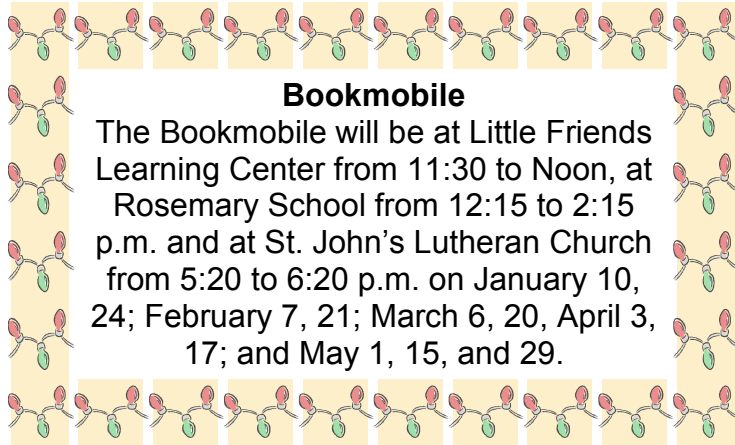 Bookmobile
The Bookmobile will be at Little Friends
Learning Center from 11:30 to Noon, at
Rosemary School from 12:15 to 2:15
p.m. and at St. John’s Lutheran Church
from 5:20 to 6:20 p.m. on January 10,
24; February 7, 21; March 6, 20, April 3,
17; and May 1, 15, and 29.